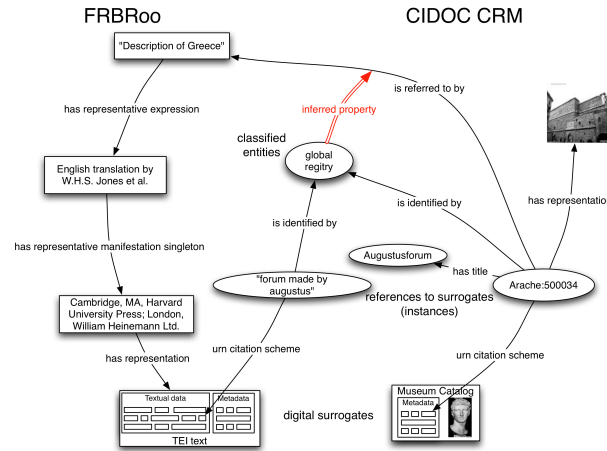 FRBRoo
CIDOC CRM
"Description of Greece"
is referred to by
has representative expression
inferred property
classified
entities
global
regitry
English translation by
W.H.S. Jones et al.
has representatio
is identified by
is identified by
has representative manifestation singleton
Augustusforum
has title
"forum made by
augustus"
Arache:500034
references to surrogates
(instances)
Cambridge, MA, Harvard
University Press; London,
William Heinemann Ltd.
has representation
urn citation scheme
urn citation scheme
Textual data
Metadata
TEI text
digital surrogates
Museum Catalog
Metadata